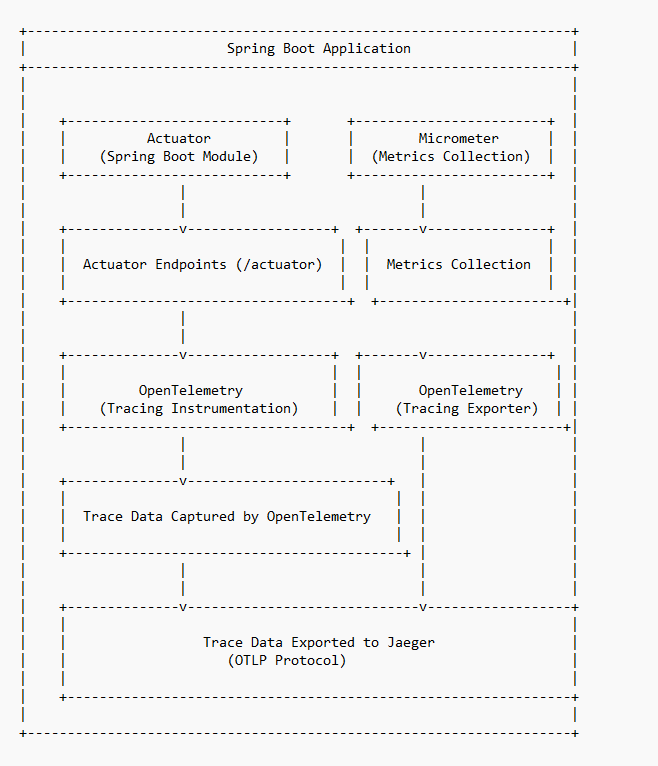 Spring Boot Application
Actuator Micrometer
(Spring Boot Module) (Metrics Collection)
Actuator Endpoints (/actuator) Metrics Collection
OpenTelemetry OpenTelemetry
(Tracing Instrumentation) (Tracing Exporter)
Trace Data Captured by OpenTelemetry
Trace Data Exported to Jaeger
(OTLP Protocol)